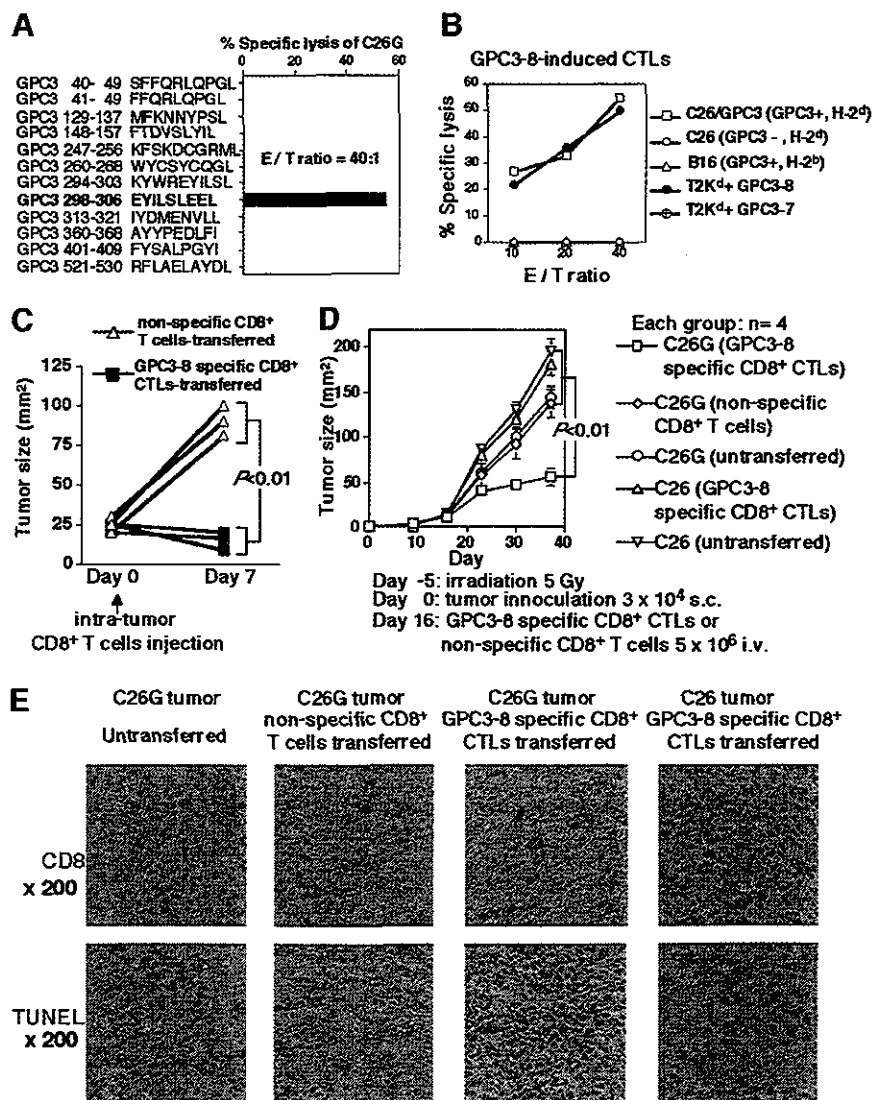 A
% Specific lysis of C26G
0 20 40 60
GPC3 40- 49 SFFQRLQPGL
GPC3 41- 49 FFQRLQPGL
GPC3 129-137 MFKNNYPSL
GPC3 148-157 FTDVSLYIL
GPC3 247-256 KFSKDCGRML
GPC3 260-268 WYCSYCQGL
GPC3 294-303 KYWREYILSL
GPC3 298-306 EYILSLEEL
GPC3 313-321 IYDMENVLL
GPC3 360-368 AYYPEDLFI
GPC3 401-409 FYSALPGYI
GPC3 521-530 RFLAELAYDL
E / T ratio = 40:1
B
GPC3-8-induced CTLs
% Specific lysis
60
50
40
30
20
10
0
10 20 40
E / T ratio
C26/GPC3 (GPC3+, H-2ᵈ)
C26 (GPC3 -, H-2ᵈ)
B16 (GPC3+, H-2ᵇ)
T2Kᵈ+ GPC3-8
T2Kᵈ+ GPC3-7
C
non-specific CD8⁺
T cells-transferred
GPC3-8 specific CD8⁺
CTLs-transferred
Tumor size (mm²)
125
100
75
50
25
0
P<0.01
Day 0 Day 7
intra-tumor
CD8⁺ T cells injection
D
Tumor size (mm²)
200
150
100
50
0
0 10 20 30 40
Day
P<0.01
Each group: n= 4
C26G (GPC3-8
specific CD8⁺ CTLs)
C26G (non-specific
CD8⁺ T cells)
C26G (untransferred)
C26 (GPC3-8
specific CD8⁺ CTLs)
C26 (untransferred)
Day -5: irradiation 5 Gy
Day 0: tumor innoculation 3 x 10⁴ s.c.
Day 16: GPC3-8 specific CD8⁺ CTLs or
non-specific CD8⁺ T cells 5 x 10⁶ i.v.
E
C26G tumor
Untransferred
C26G tumor
non-specific CD8⁺
T cells transferred
C26G tumor
GPC3-8 specific CD8⁺
CTLs transferred
C26 tumor
GPC3-8 specific CD8⁺
CTLs transferred
CD8
x 200
TUNEL
x 200